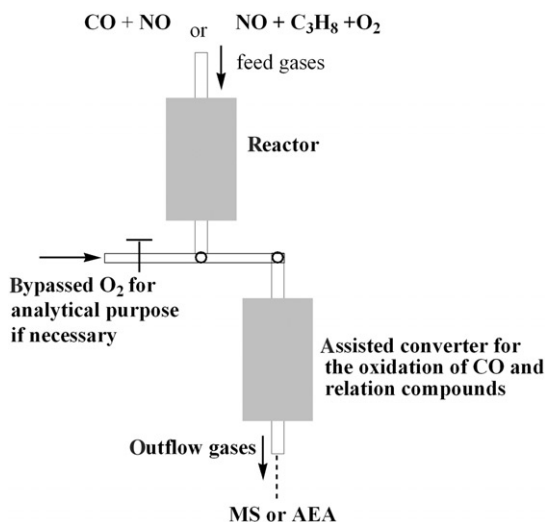 CO + NO or NO + C3H8 +O2
feed gases
Reactor
Bypassed O2 for
analytical purpose
if necessary
Assisted converter for
the oxidation of CO and
relation compounds
Outflow gases
MS or AEA